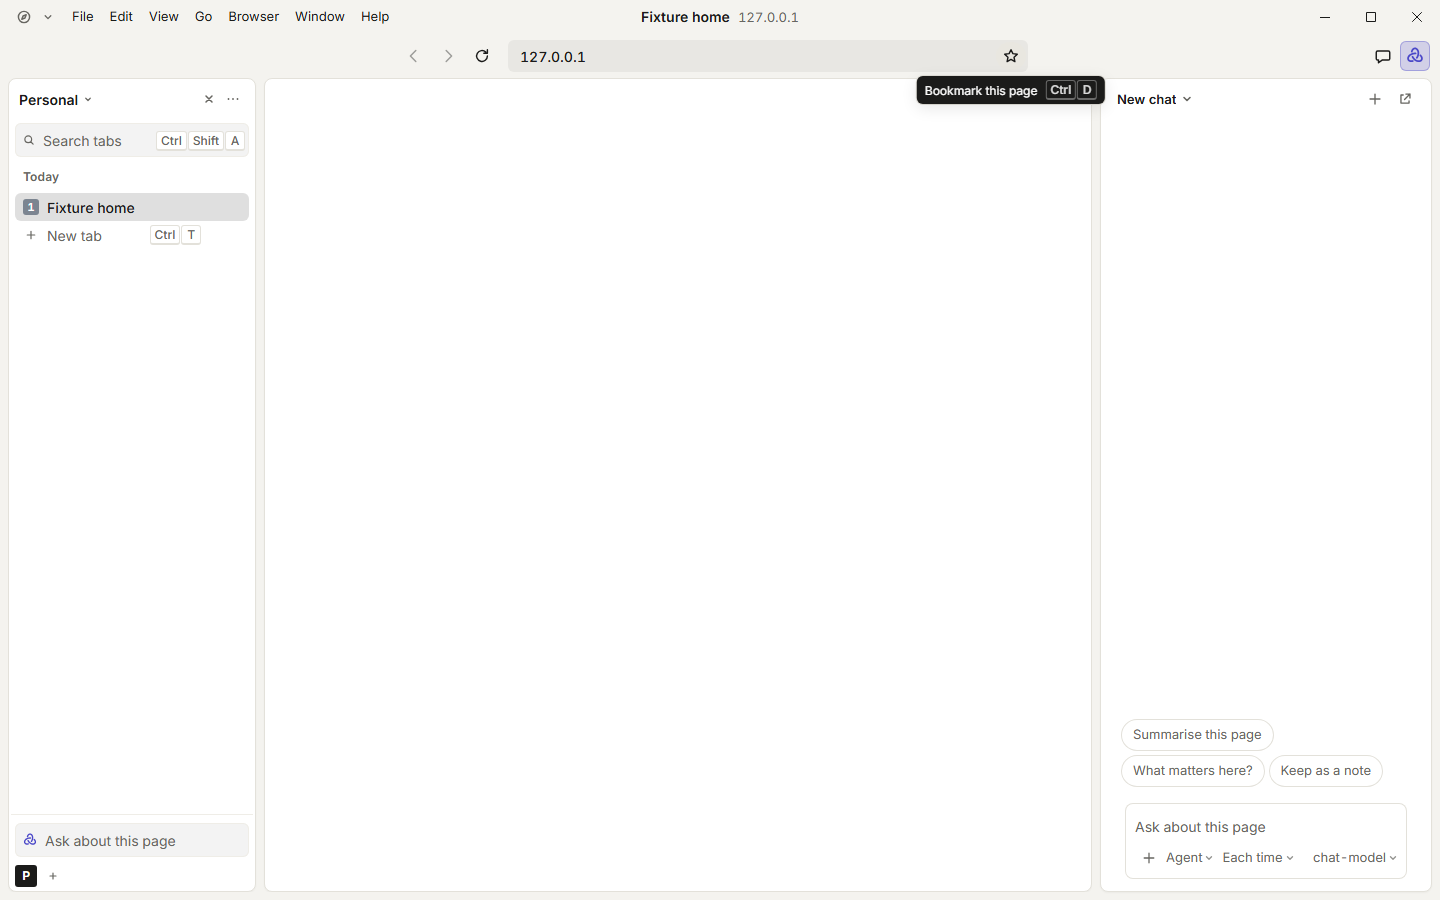 File Edit View Go Browser Window Help
Fixture home 127.0.0.1
127.0.0.1
Bookmark this page Ctrl D
Personal
Search tabs Ctrl Shift A
Today
1 Fixture home
New tab Ctrl T
Ask about this page
P
New chat
Summarise this page
What matters here? Keep as a note
Ask about this page
Agent Each time chat-model